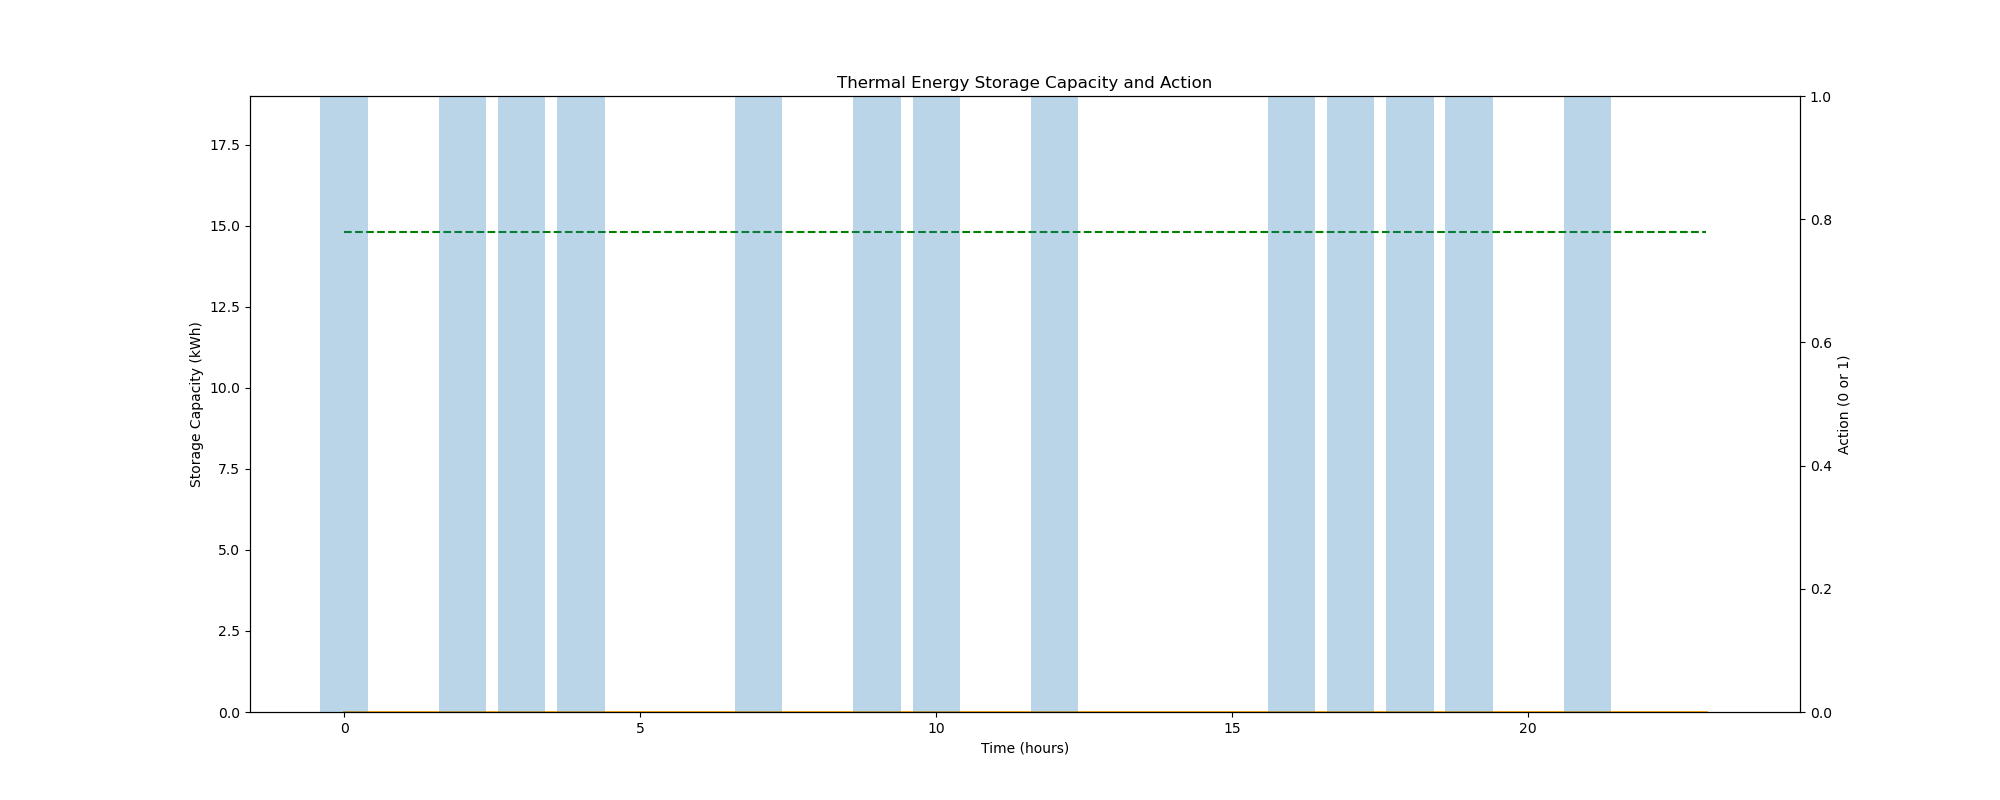 Thermal Energy Storage Capacity and Action
Storage Capacity (kWh)
17.5
15.0
12.5
10.0
7.5
5.0
2.5
0.0
1.0
0.8
0.6
0.4
0.2
0.0
Action (0 or 1)
0 5 10 15 20
Time (hours)